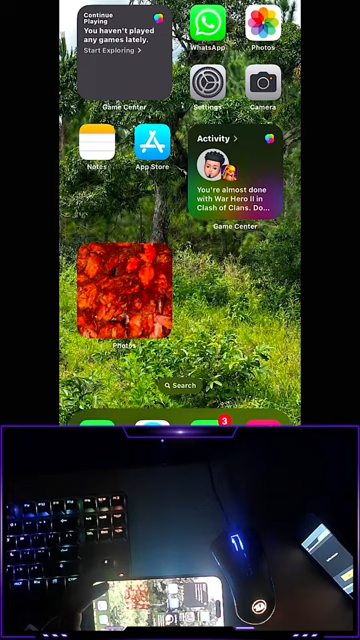 Continue
Playing
You haven't played
any games lately.
Start Exploring >
Game Center
WhatsApp
Photos
Settings
Camera
Notes
App Store
Activity >
You're almost done
with War Hero II in
Clash of Clans. Do...
Game Center
Photos
Search
3